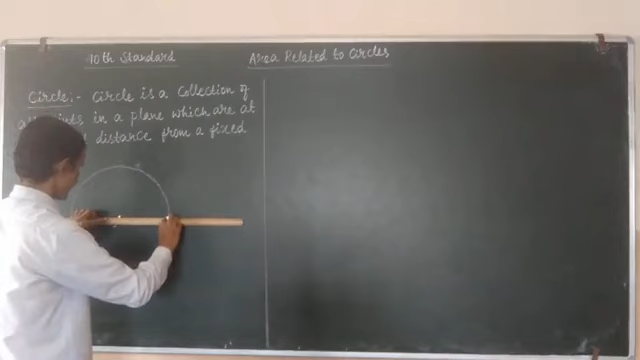 10th Standard
Area Related to Circles
Circle:- Circle is a Collection of
in a plane which are at
distance from a fixed